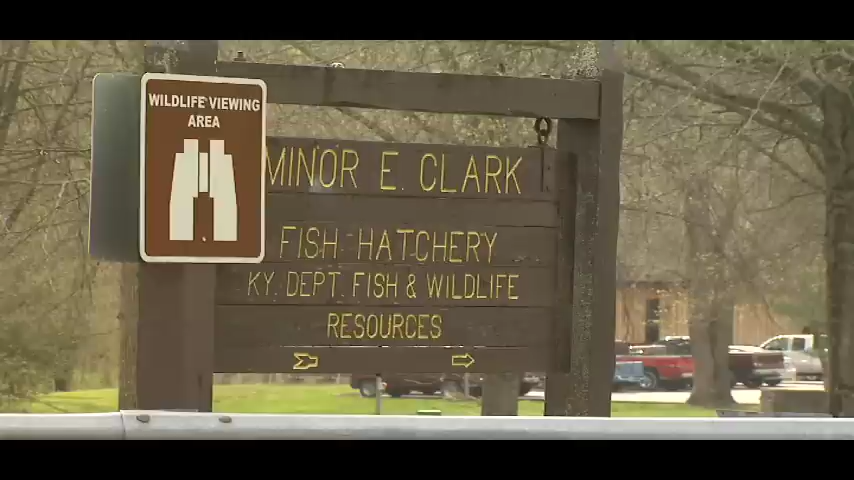 WILDLIFE VIEWING
AREA
MINOR E. CLARK
FISH HATCHERY
KY. DEPT. FISH & WILDLIFE
RESOURCES